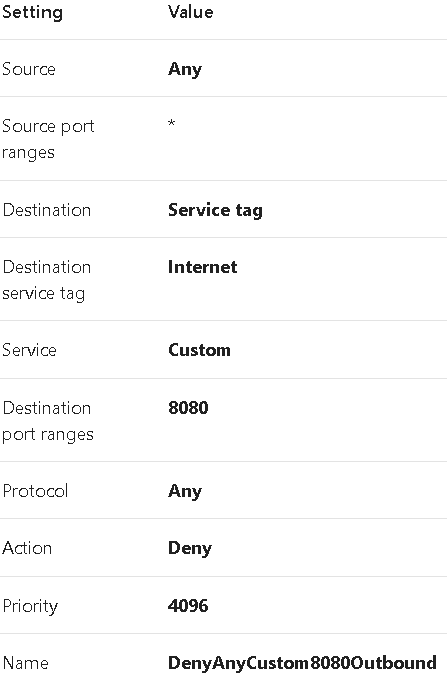 Setting Value
Source Any
Source port ranges *
Destination Service tag
Destination service tag Internet
Service Custom
Destination port ranges 8080
Protocol Any
Action Deny
Priority 4096
Name DenyAnyCustom8080Outbound